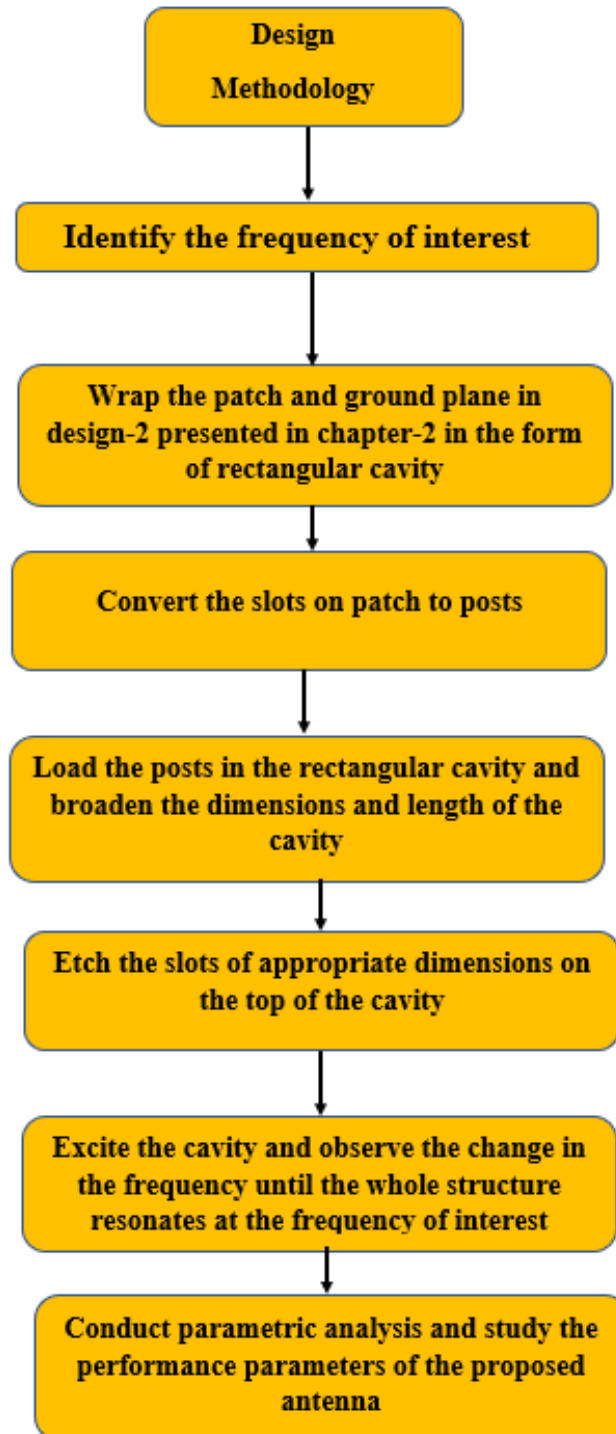 Design
Methodology
Identify the frequency of interest
Wrap the patch and ground plane in
design-2 presented in chapter-2 in the form
of rectangular cavity
Convert the slots on patch to posts
Load the posts in the rectangular cavity and
broaden the dimensions and length of the
cavity
Etch the slots of appropriate dimensions on
the top of the cavity
Excite the cavity and observe the change in
the frequency until the whole structure
resonates at the frequency of interest
Conduct parametric analysis and study the
performance parameters of the proposed
antenna